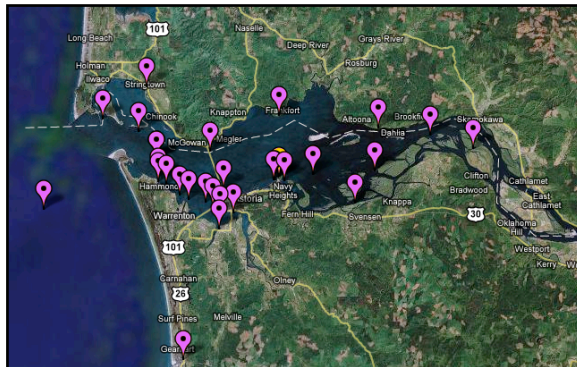 101
Naselle
Grays River
Long Beach
Deep River
Holman
Rosburg
Ilwaco
Stringtown
Knappton
Frankfort
Chinook
Altoona
Brookfi
Skamokawa
McGowan
Megler
Dahlia
Hammond
Navy
Heights
Clifton
Cathlamet
Bradwood
East
Cathlamet
Astoria
Knappa
Warrenton
Fern Hill
Svensen
30
Oklahoma
Hill
101
Westport
Kerry
Carnahan
Olney
26
Surf Pines
Melville
Gearhart